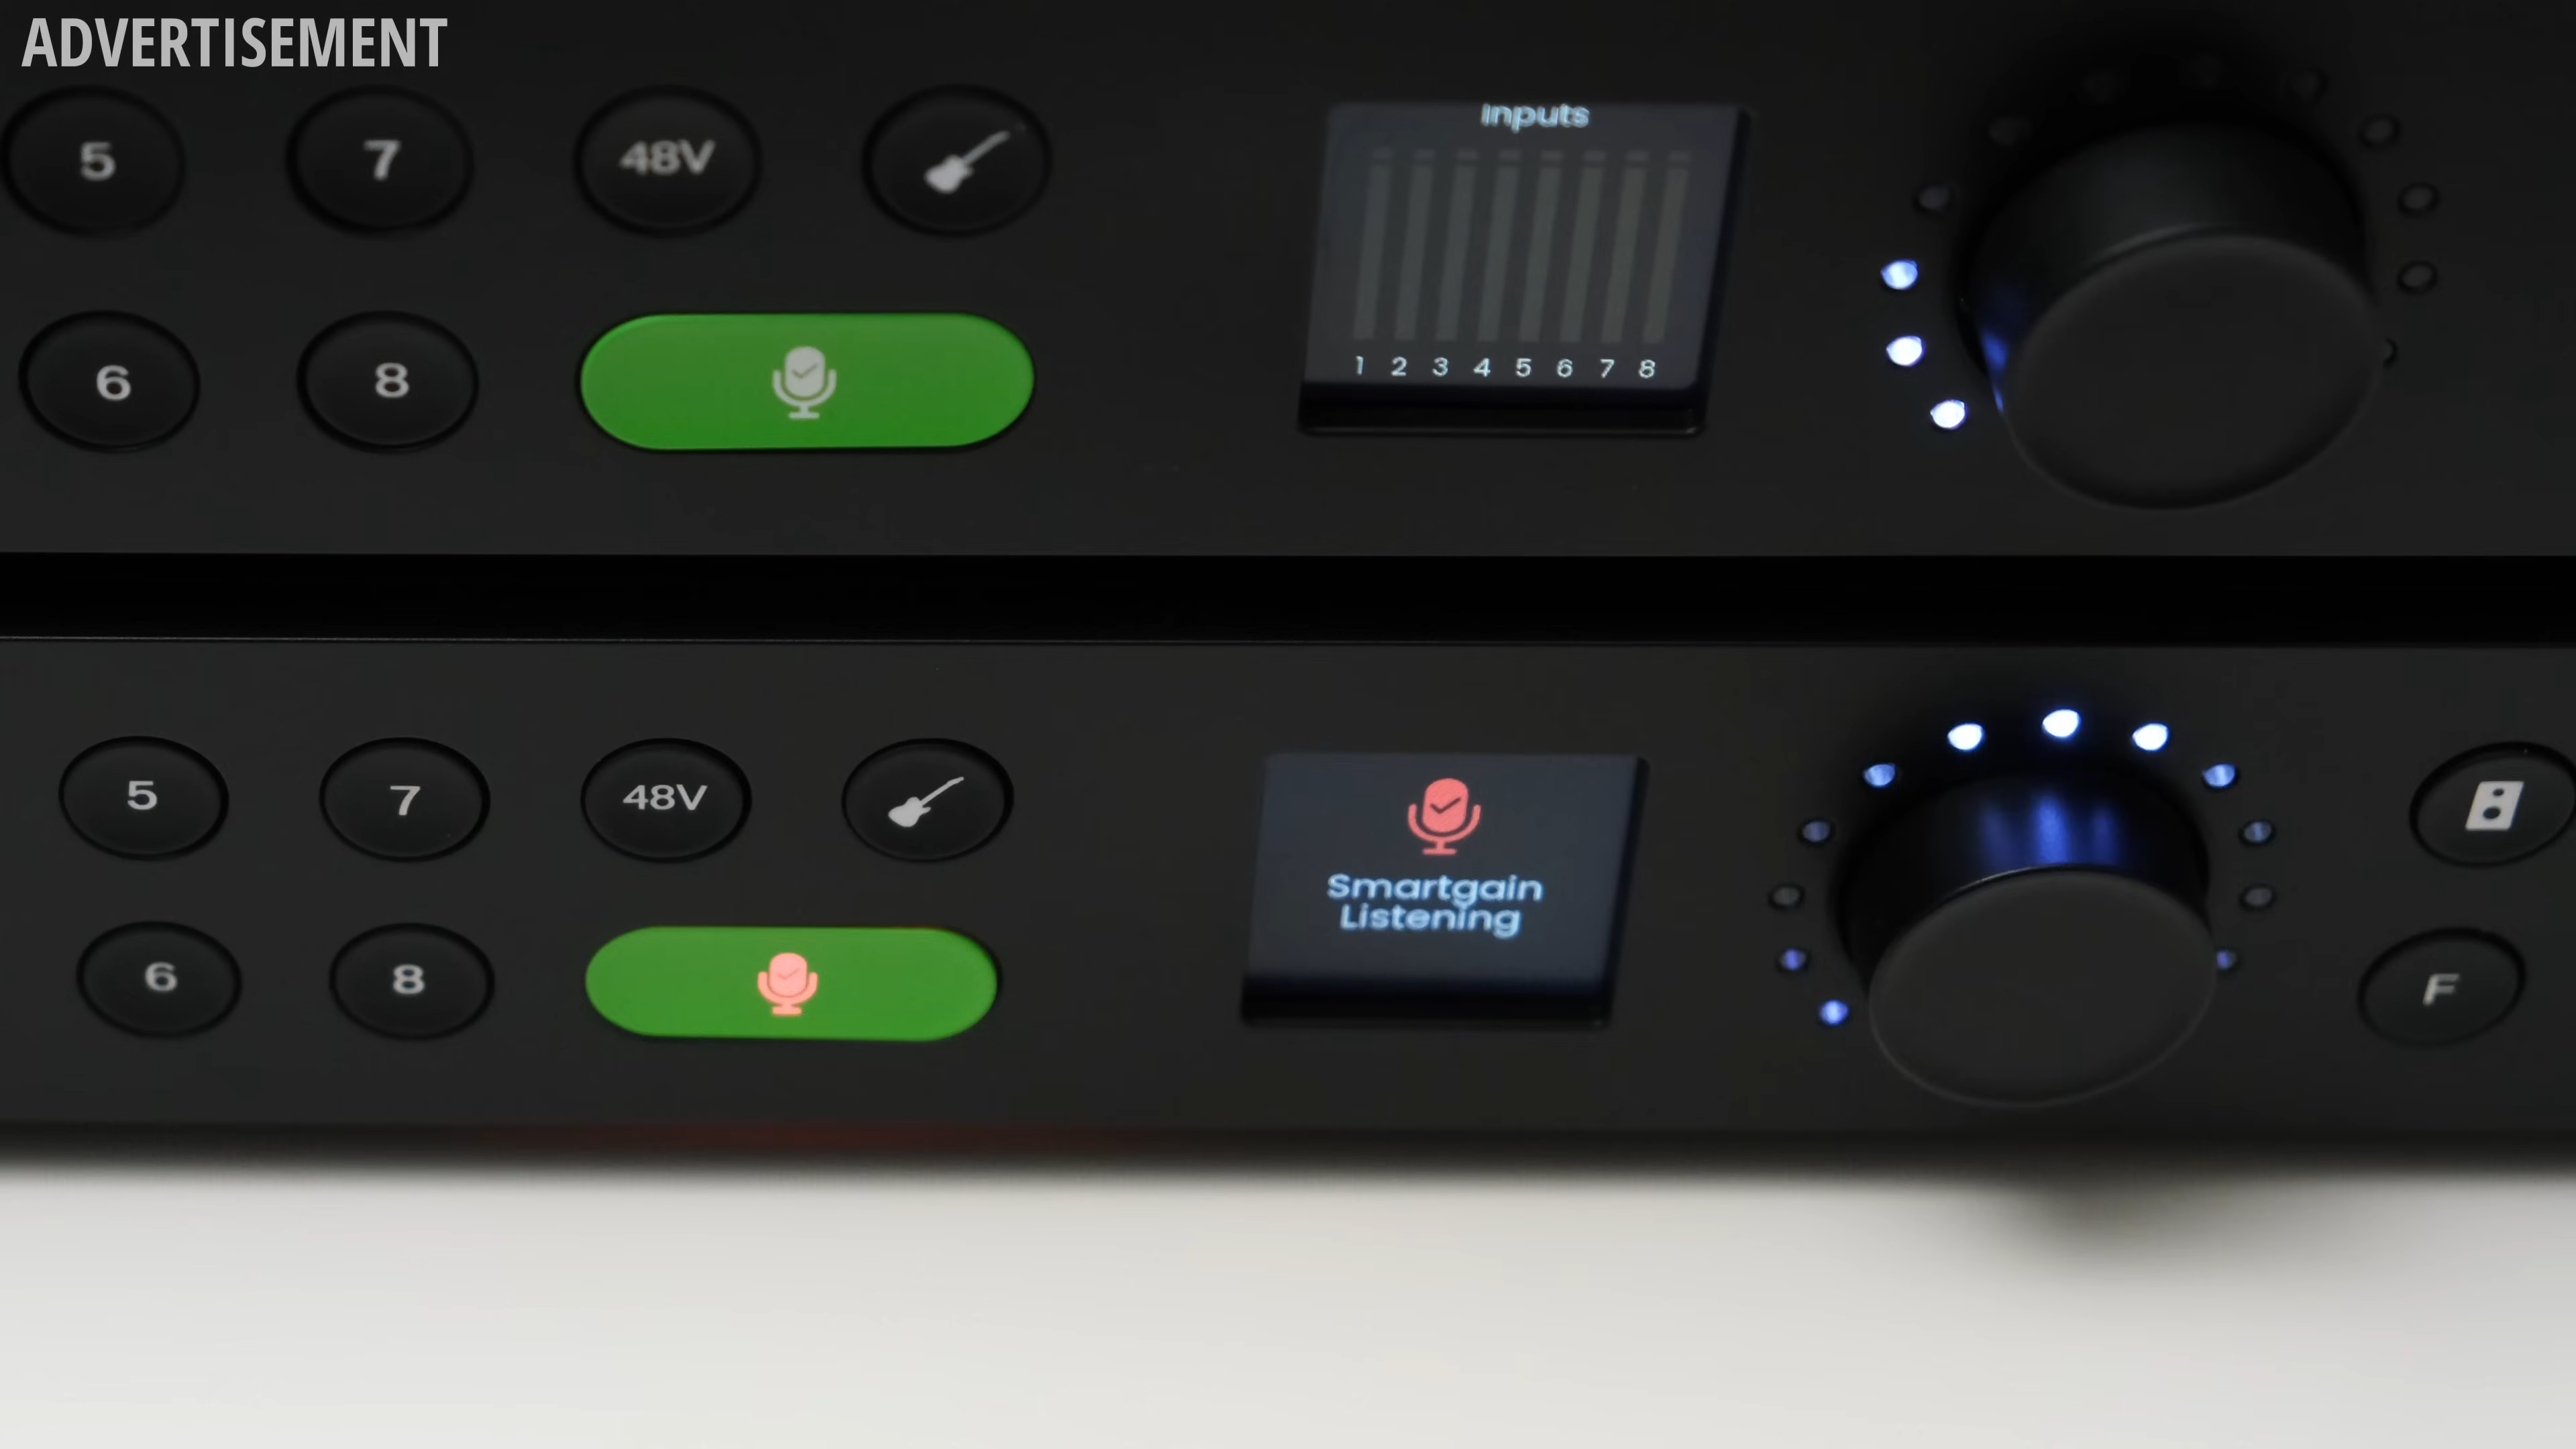 ADVERTISEMENT
5 7 48V
Inputs
6 8
1 2 3 4 5 6 7 8
5 7 48V
Smartgain
Listening
6 8
F